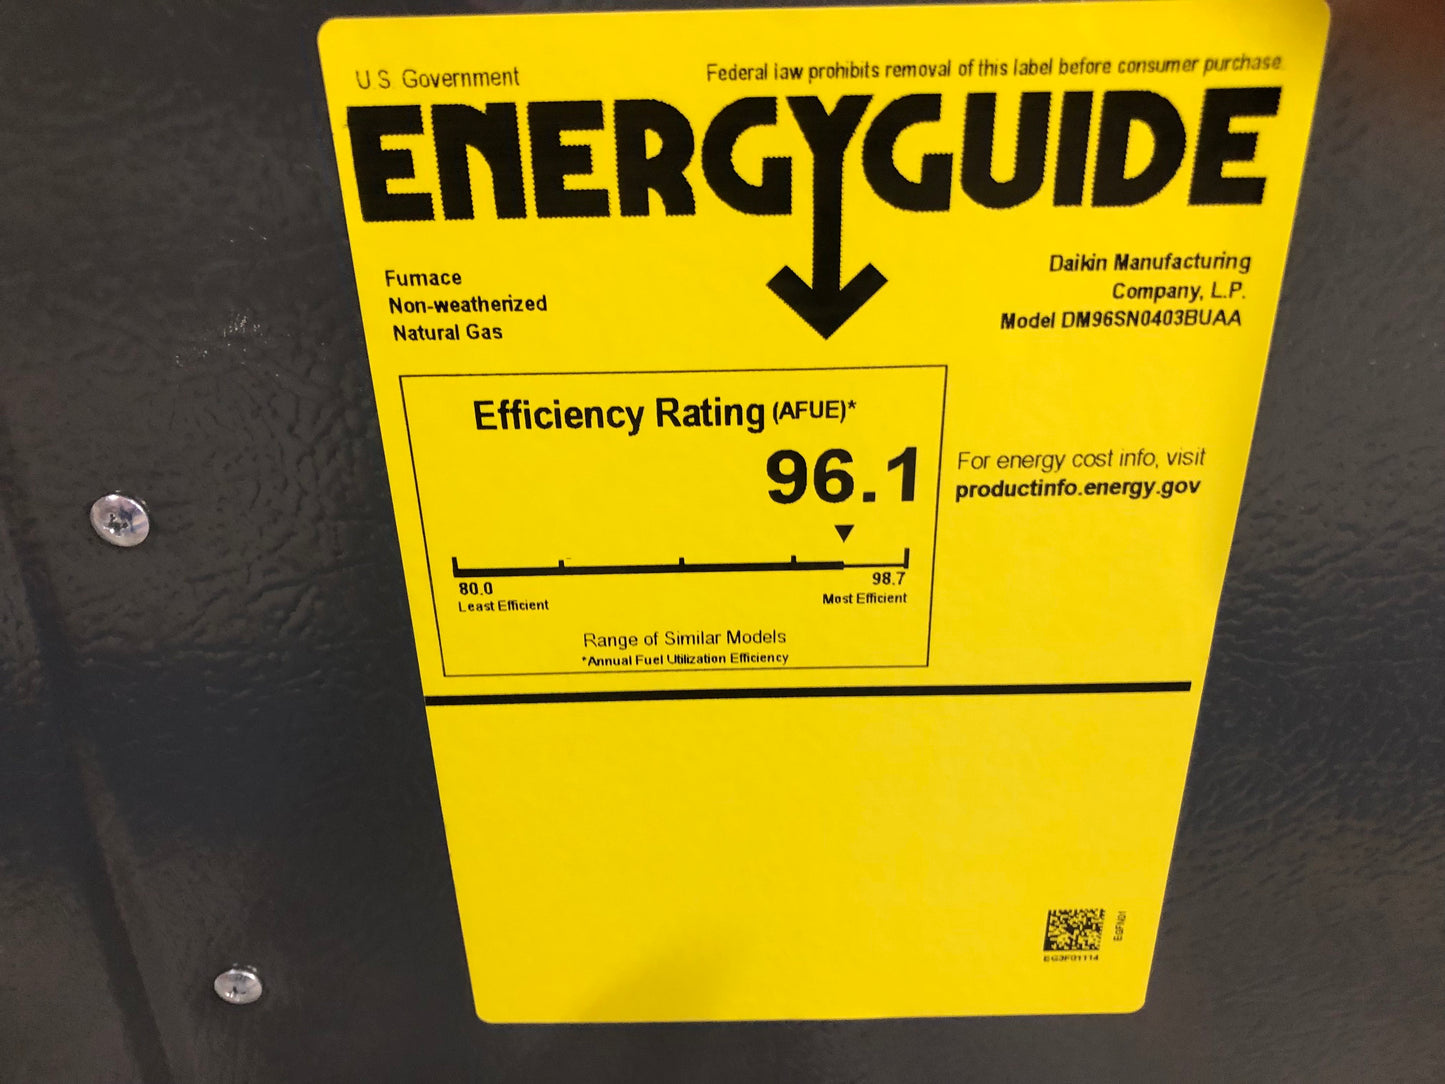 U.S. Government
Federal law prohibits removal of this label before consumer purchase.
ENERGYGUIDE
Furnace
Non-weatherized
Natural Gas
Daikin Manufacturing
Company, L.P.
Model DM96SN0403BUAA
Efficiency Rating (AFUE)*
96.1
For energy cost info, visit
productinfo.energy.gov
80.0
Least Efficient
98.7
Most Efficient
Range of Similar Models
*Annual Fuel Utilization Efficiency
EGFN01
EG3F01114